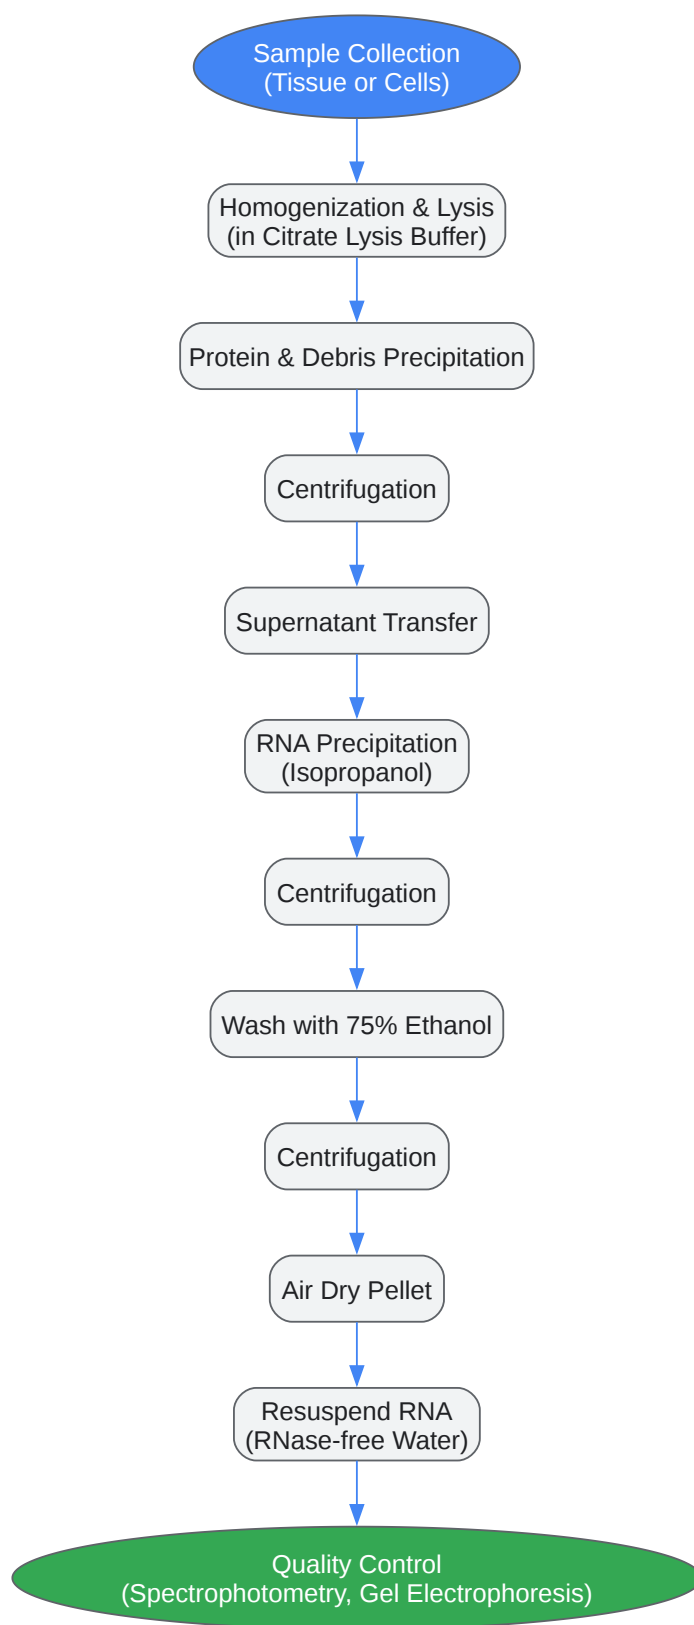 Sample Collection
(Tissue or Cells)
Homogenization & Lysis
(in Citrate Lysis Buffer)
Protein & Debris Precipitation
Centrifugation
Supernatant Transfer
RNA Precipitation
(Isopropanol)
Centrifugation
Wash with 75% Ethanol
Centrifugation
Air Dry Pellet
Resuspend RNA
(RNase-free Water)
Quality Control
(Spectrophotometry, Gel Electrophoresis)